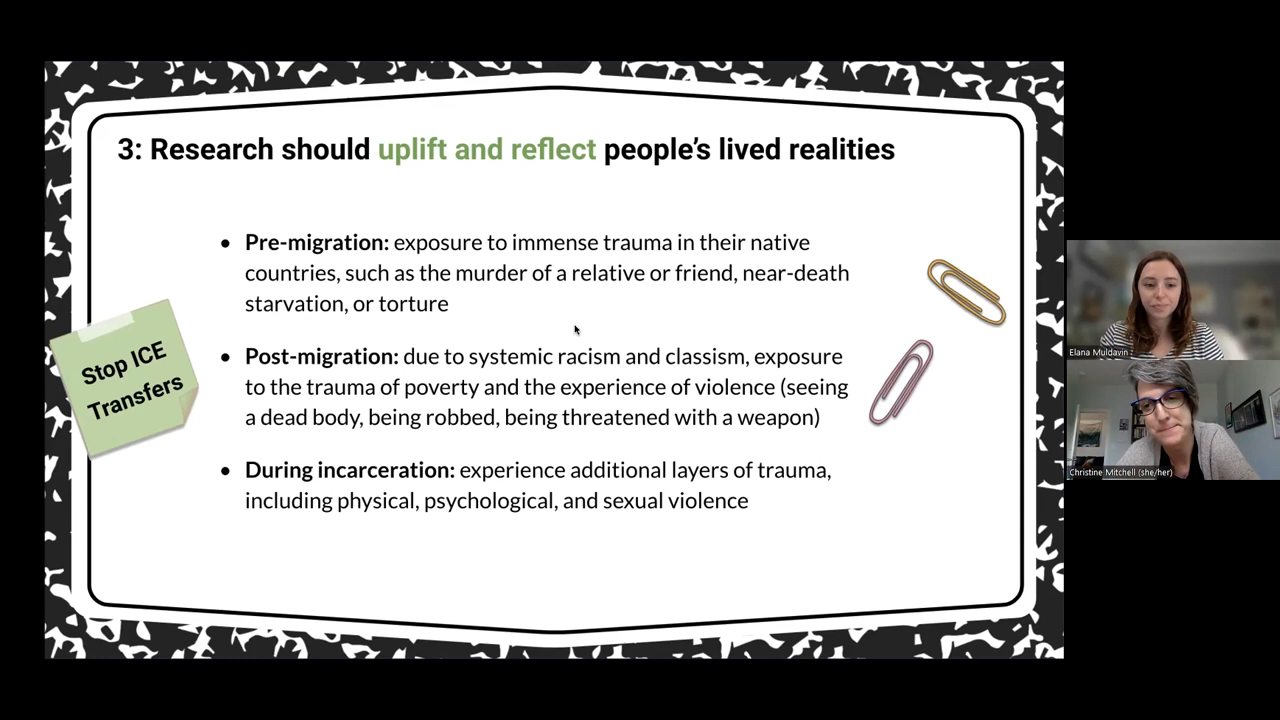 3: Research should uplift and reflect people's lived realities
• Pre-migration: exposure to immense trauma in their native
countries, such as the murder of a relative or friend, near-death
starvation, or torture
• Post-migration: due to systemic racism and classism, exposure
to the trauma of poverty and the experience of violence (seeing
a dead body, being robbed, being threatened with a weapon)
• During incarceration: experience additional layers of trauma,
including physical, psychological, and sexual violence
Stop ICE
Transfers
Elana Muldavin
Christine Mitchell (she/her)